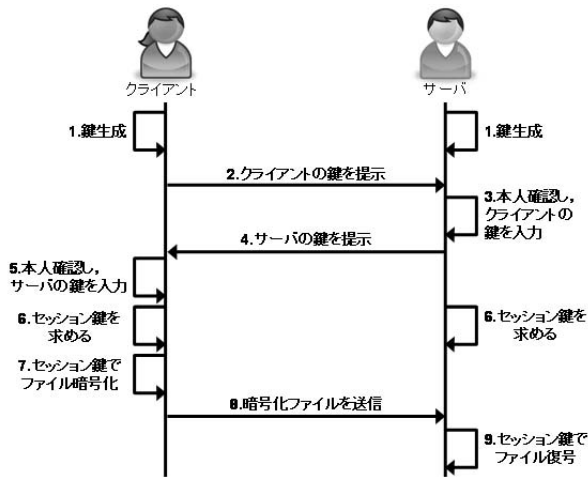 クライアント
サーバ
1.鍵生成
1.鍵生成
2.クライアントの鍵を提示
3.本人確認し,
クライアントの
鍵を入力
4.サーバの鍵を提示
5.本人確認し,
サーバの鍵を入力
6.セッション鍵を
求める
6.セッション鍵を
求める
7.セッション鍵で
ファイル暗号化
8.暗号化ファイルを送信
9.セッション鍵で
ファイル復号